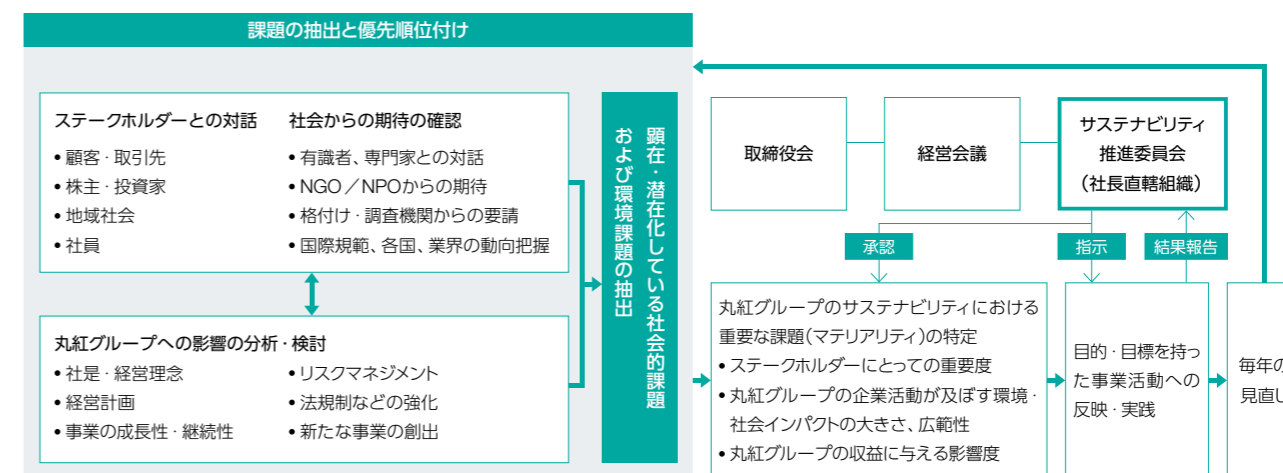 課題の抽出と優先順位付け
ステークホルダーとの対話
• 顧客・取引先
• 株主・投資家
• 地域社会
• 社員
社会からの期待の確認
• 有識者、専門家との対話
• NGO／NPOからの期待
• 格付け・調査機関からの要請
• 国際規範、各国、業界の動向把握
丸紅グループへの影響の分析・検討
• 社是・経営理念
• 経営計画
• 事業の成長性・継続性
• リスクマネジメント
• 法規制などの強化
• 新たな事業の創出
顕在・潜在化している社会的課題
および環境課題の抽出
取締役会
経営会議
サステナビリティ
推進委員会
（社長直轄組織）
承認
指示
結果報告
丸紅グループのサステナビリティにおける
重要な課題(マテリアリティ)の特定
• ステークホルダーにとっての重要度
• 丸紅グループの企業活動が及ぼす環境・
社会インパクトの大きさ、広範性
• 丸紅グループの収益に与える影響度
目的・目標を持っ
た事業活動への
反映・実践
毎年の
見直し